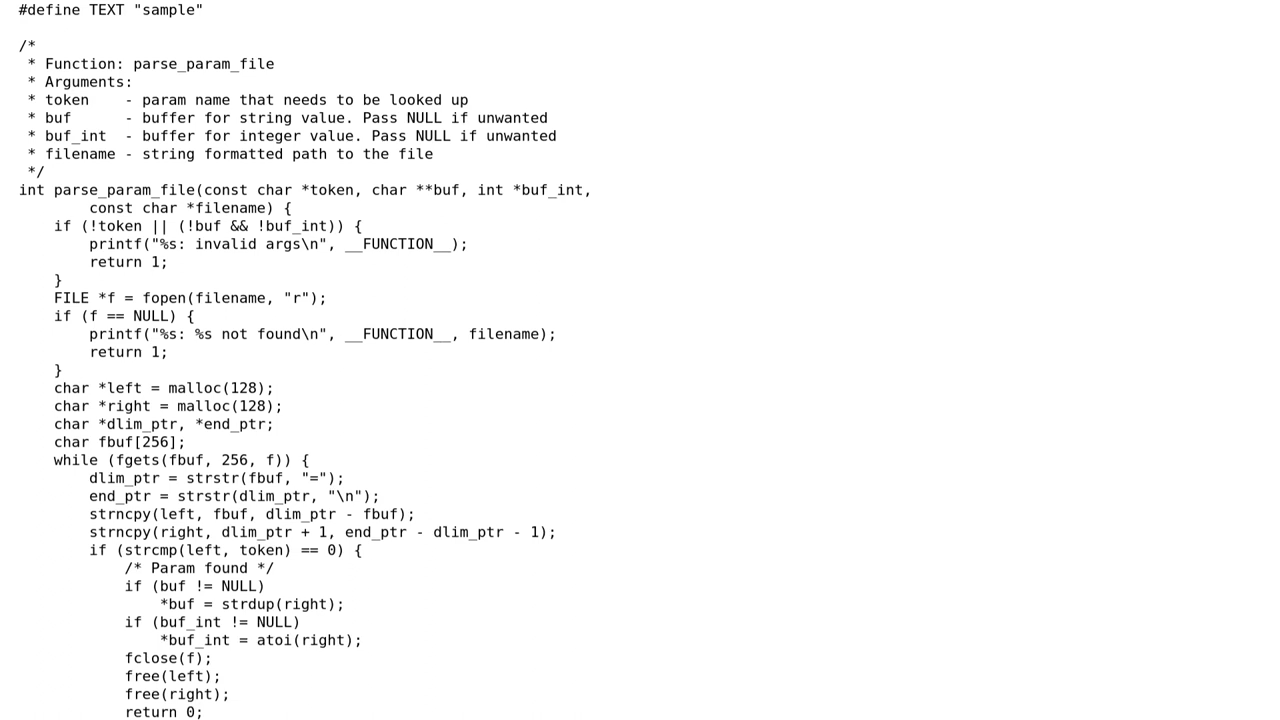 #define TEXT "sample"

/*
 * Function: parse_param_file
 * Arguments:
 * token    - param name that needs to be looked up
 * buf      - buffer for string value. Pass NULL if unwanted
 * buf_int  - buffer for integer value. Pass NULL if unwanted
 * filename - string formatted path to the file
 */
int parse_param_file(const char *token, char **buf, int *buf_int,
        const char *filename) {
    if (!token || (!buf && !buf_int)) {
        printf("%s: invalid args\n", __FUNCTION__);
        return 1;
    }
    FILE *f = fopen(filename, "r");
    if (f == NULL) {
        printf("%s: %s not found\n", __FUNCTION__, filename);
        return 1;
    }
    char *left = malloc(128);
    char *right = malloc(128);
    char *dlim_ptr, *end_ptr;
    char fbuf[256];
    while (fgets(fbuf, 256, f)) {
        dlim_ptr = strstr(fbuf, "=");
        end_ptr = strstr(dlim_ptr, "\n");
        strncpy(left, fbuf, dlim_ptr - fbuf);
        strncpy(right, dlim_ptr + 1, end_ptr - dlim_ptr - 1);
        if (strcmp(left, token) == 0) {
            /* Param found */
            if (buf != NULL)
                *buf = strdup(right);
            if (buf_int != NULL)
                *buf_int = atoi(right);
            fclose(f);
            free(left);
            free(right);
            return 0;